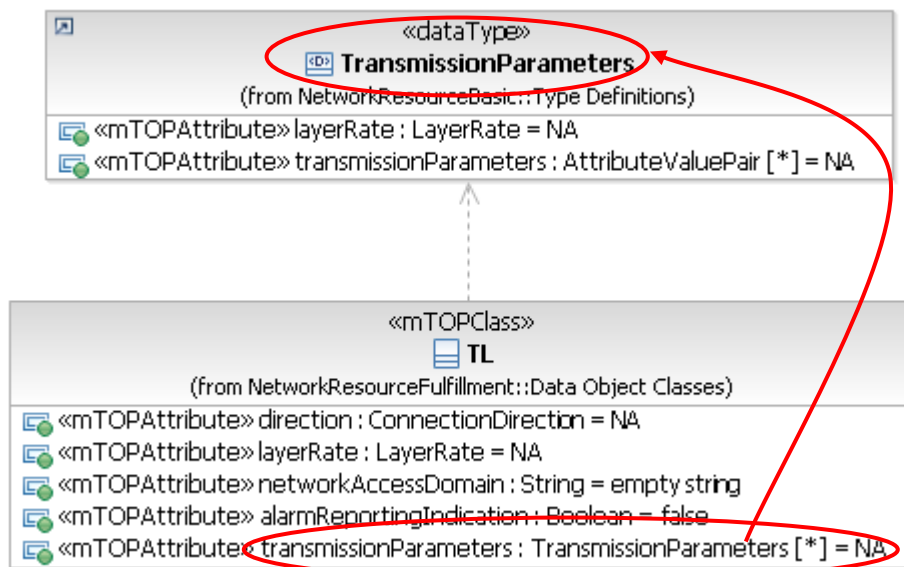 «dataType»
TransmissionParameters
(from NetworkResourceBasic::Type Definitions)
«mTOPAttribute» layerRate : LayerRate = NA
«mTOPAttribute» transmissionParameters : AttributeValuePair [*] = NA
«mTOPClass»
TL
(from NetworkResourceFulfillment::Data Object Classes)
«mTOPAttribute» direction : ConnectionDirection = NA
«mTOPAttribute» layerRate : LayerRate = NA
«mTOPAttribute» networkAccessDomain : String = empty string
«mTOPAttribute» alarmReportingIndication : Boolean = false
«mTOPAttribute» transmissionParameters : TransmissionParameters [*] = NA